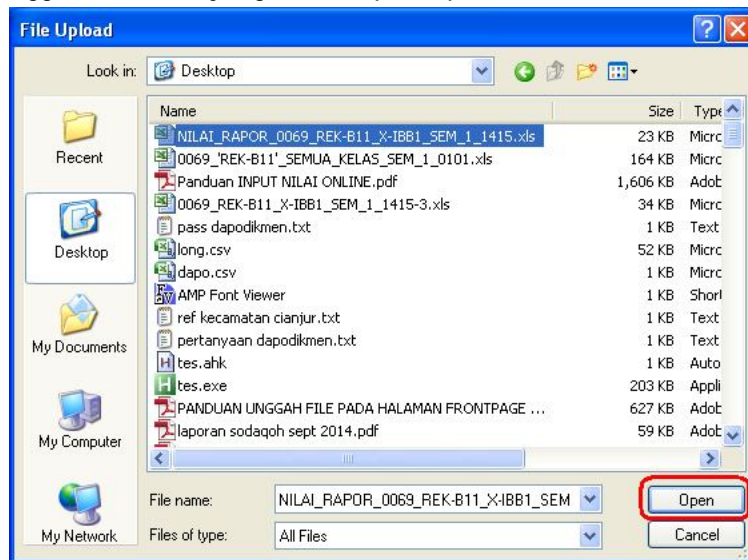 File Upload
Look in: Desktop
Name Size Type
NILAI_RAPOR_0069_REK-B11_X-IBB1_SEM_1_1415.xls 23 KB Micrc
0069_'REK-B11'_SEMUA_KELAS_SEM_1_0101.xls 164 KB Micrc
Panduan INPUT NILAI ONLINE.pdf 1,606 KB Adob
0069_REK-B11_X-IBB1_SEM_1_1415-3.xls 34 KB Micrc
pass dapodikmen.txt 1 KB Text
long.csv 52 KB Micrc
dapo.csv 1 KB Micrc
AMP Font Viewer 1 KB Short
ref kecamatan cianjur.txt 1 KB Text
pertanyaan dapodikmen.txt 1 KB Text
tes.ahk 1 KB Auto
tes.exe 203 KB Appli
PANDUAN UNGGAH FILE PADA HALAMAN FRONTPAGE ... 627 KB Adob
laporan sodaqoh sept 2014.pdf 59 KB Adob
Recent
Desktop
My Documents
My Computer
My Network
File name: NILAI_RAPOR_0069_REK-B11_X-IBB1_SEM Open
Files of type: All Files Cancel